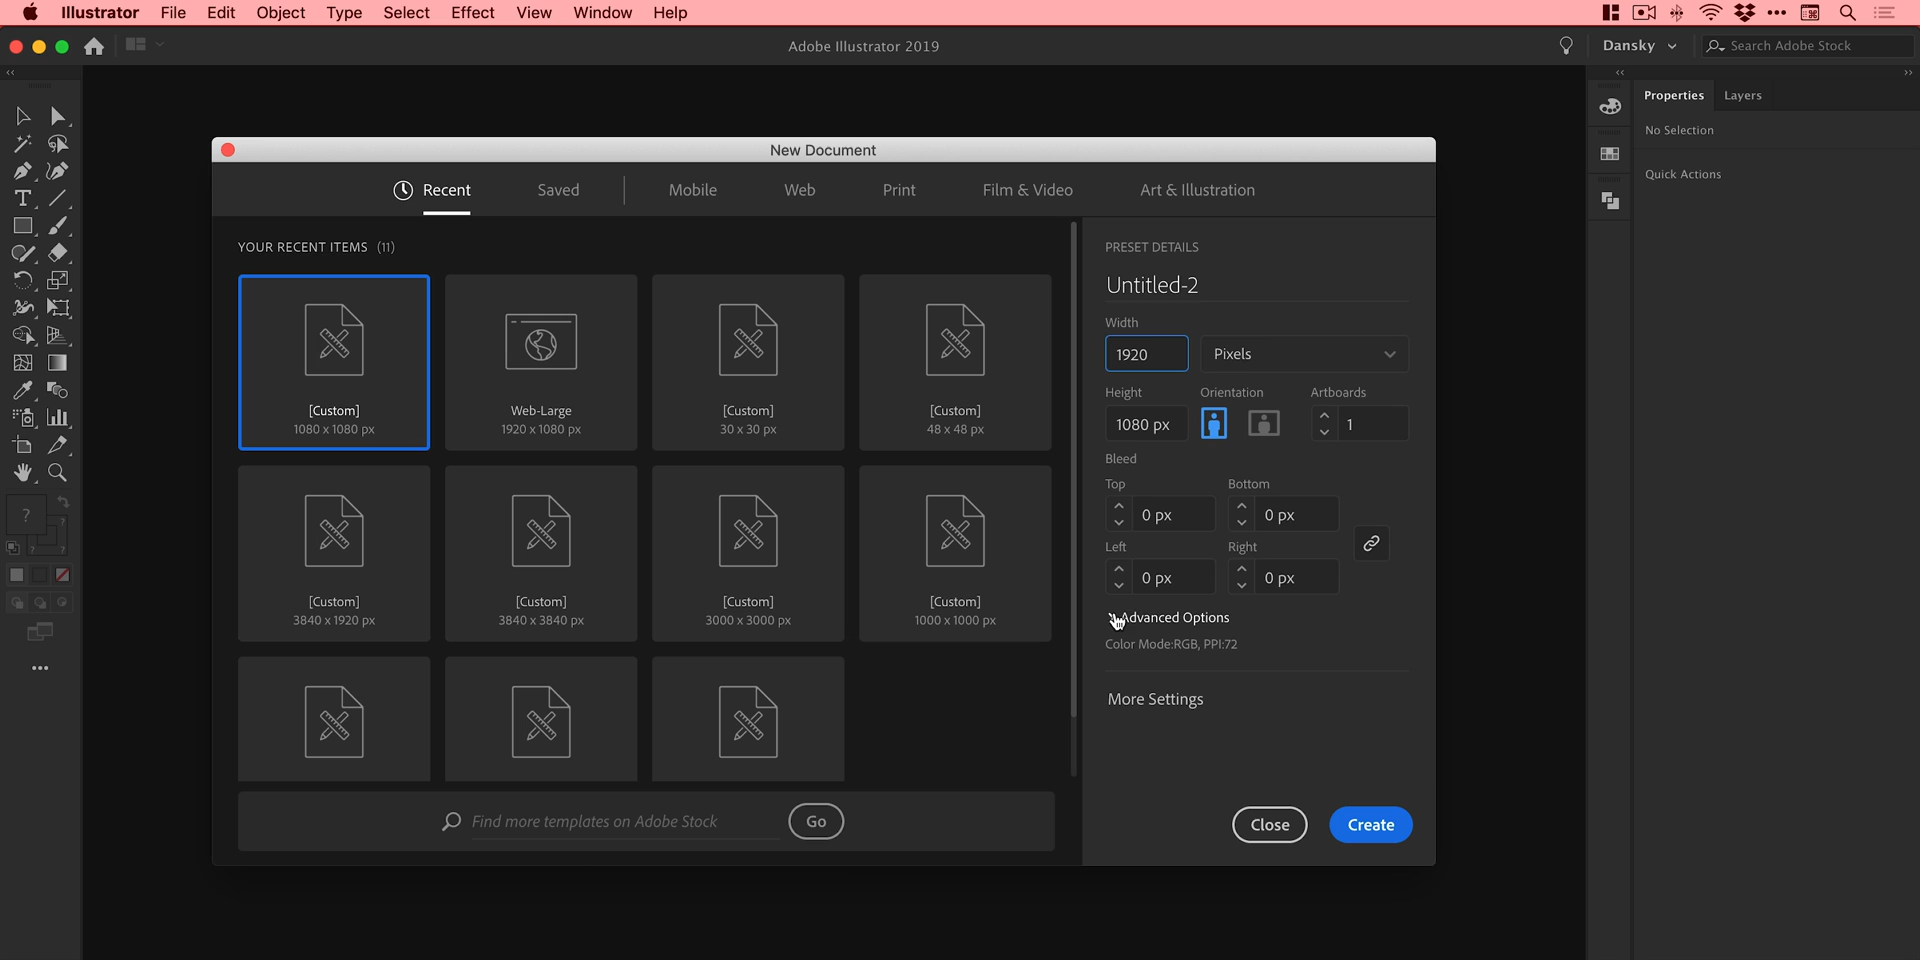 Illustrator File Edit Object Type Select Effect View Window Help
Adobe Illustrator 2019
Dansky
Search Adobe Stock
Properties Layers
No Selection
Quick Actions
New Document
Recent Saved Mobile Web Print Film & Video Art & Illustration
YOUR RECENT ITEMS (11)
[Custom]
1080 x 1080 px
Web-Large
1920 x 1080 px
[Custom]
30 x 30 px
[Custom]
48 x 48 px
[Custom]
3840 x 1920 px
[Custom]
3840 x 3840 px
[Custom]
3000 x 3000 px
[Custom]
1000 x 1000 px
Find more templates on Adobe Stock
Go
PRESET DETAILS
Untitled-2
Width
1920 Pixels
Height Orientation Artboards
1080 px 1
Bleed
Top Bottom
0 px 0 px
Left Right
0 px 0 px
Advanced Options
Color Mode:RGB, PPI:72
More Settings
Close Create